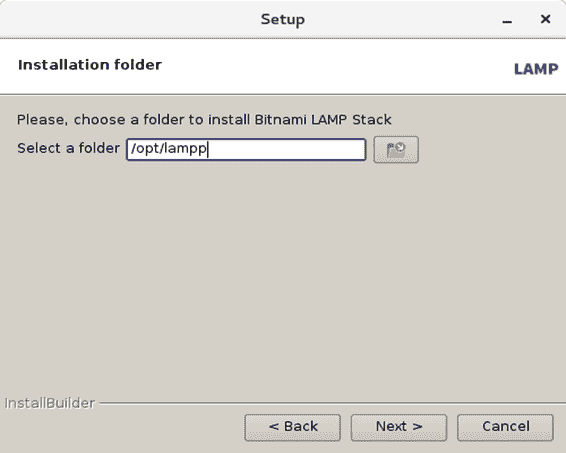 Setup
Installation folder
LAMP
Please, choose a folder to install Bitnami LAMP Stack
Select a folder /opt/lampp
InstallBuilder
< Back Next > Cancel